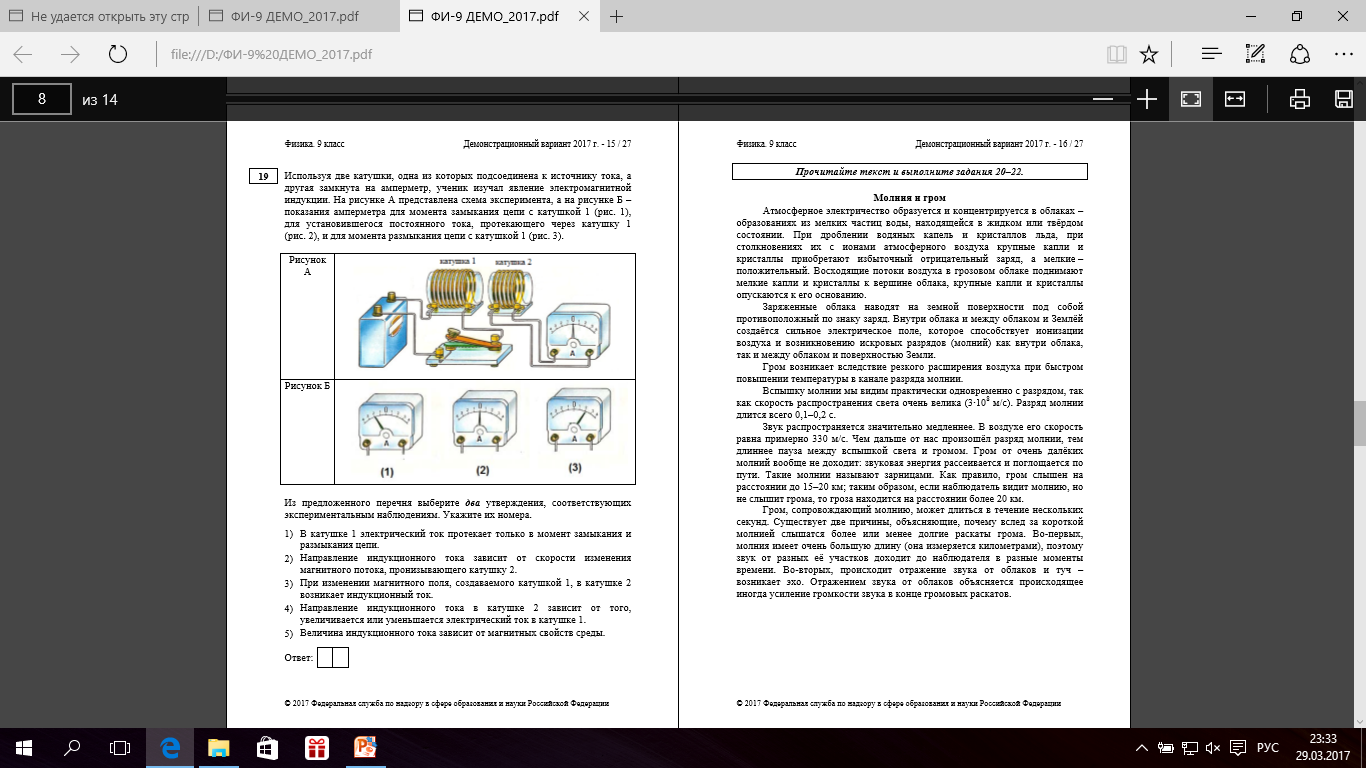 Не удается открыть эту стр
ФИ-9 ДЕМО_2017.pdf
ФИ-9 ДЕМО_2017.pdf
file:///D:/ФИ-9%20ДЕМО_2017.pdf
8
из 14
Физика. 9 класс
Демонстрационный вариант 2017 г. - 15 / 27
19
Используя две катушки, одна из которых подсоединена к источнику тока, а
другая замкнута на амперметр, ученик изучал явление электромагнитной
индукции. На рисунке А представлена схема эксперимента, а на рисунке Б –
показания амперметра для момента замыкания цепи с катушкой 1 (рис. 1),
для установившегося постоянного тока, протекающего через катушку 1
(рис. 2), и для момента размыкания цепи с катушкой 1 (рис. 3).
Рисунок
А
катушка 1
катушка 2
0
A
Рисунок Б
0
A
0
A
0
A
(1)
(2)
(3)
Из предложенного перечня выберите два утверждения, соответствующих
экспериментальным наблюдениям. Укажите их номера.
1) В катушке 1 электрический ток протекает только в момент замыкания и
размыкания цепи.
2) Направление индукционного тока зависит от скорости изменения
магнитного потока, пронизывающего катушку 2.
3) При изменении магнитного поля, создаваемого катушкой 1, в катушке 2
возникает индукционный ток.
4) Направление индукционного тока в катушке 2 зависит от того,
увеличивается или уменьшается электрический ток в катушке 1.
5) Величина индукционного тока зависит от магнитных свойств среды.
Ответ:
© 2017 Федеральная служба по надзору в сфере образования и науки Российской Федерации
Физика. 9 класс
Демонстрационный вариант 2017 г. - 16 / 27
Прочитайте текст и выполните задания 20–22.
Молния и гром
Атмосферное электричество образуется и концентрируется в облаках –
образованиях из мелких частиц воды, находящейся в жидком или твёрдом
состоянии. При дроблении водяных капель и кристаллов льда, при
столкновениях их с ионами атмосферного воздуха крупные капли и
кристаллы приобретают избыточный отрицательный заряд, а мелкие –
положительный. Восходящие потоки воздуха в грозовом облаке поднимают
мелкие капли и кристаллы к вершине облака, крупные капли и кристаллы
опускаются к его основанию.
Заряженные облака наводят на земной поверхности под собой
противоположный по знаку заряд. Внутри облака и между облаком и Землёй
создаётся сильное электрическое поле, которое способствует ионизации
воздуха и возникновению искровых разрядов (молний) как внутри облака,
так и между облаком и поверхностью Земли.
Гром возникает вследствие резкого расширения воздуха при быстром
повышении температуры в канале разряда молнии.
Вспышку молнии мы видим практически одновременно с разрядом, так
как скорость распространения света очень велика (3·10⁸ м/с). Разряд молнии
длится всего 0,1–0,2 с.
Звук распространяется значительно медленнее. В воздухе его скорость
равна примерно 330 м/с. Чем дальше от нас произошёл разряд молнии, тем
длиннее пауза между вспышкой света и громом. Гром от очень далёких
молний вообще не доходит: звуковая энергия рассеивается и поглощается по
пути. Такие молнии называют зарницами. Как правило, гром слышен на
расстоянии до 15–20 км; таким образом, если наблюдатель видит молнию, но
не слышит грома, то гроза находится на расстоянии более 20 км.
Гром, сопровождающий молнию, может длиться в течение нескольких
секунд. Существует две причины, объясняющие, почему вслед за короткой
молнией слышатся более или менее долгие раскаты грома. Во-первых,
молния имеет очень большую длину (она измеряется километрами), поэтому
звук от разных её участков доходит до наблюдателя в разные моменты
времени. Во-вторых, происходит отражение звука от облаков и туч –
возникает эхо. Отражением звука от облаков объясняется происходящее
иногда усиление громкости звука в конце громовых раскатов.
© 2017 Федеральная служба по надзору в сфере образования и науки Российской Федерации
РУС
23:33
29.03.2017